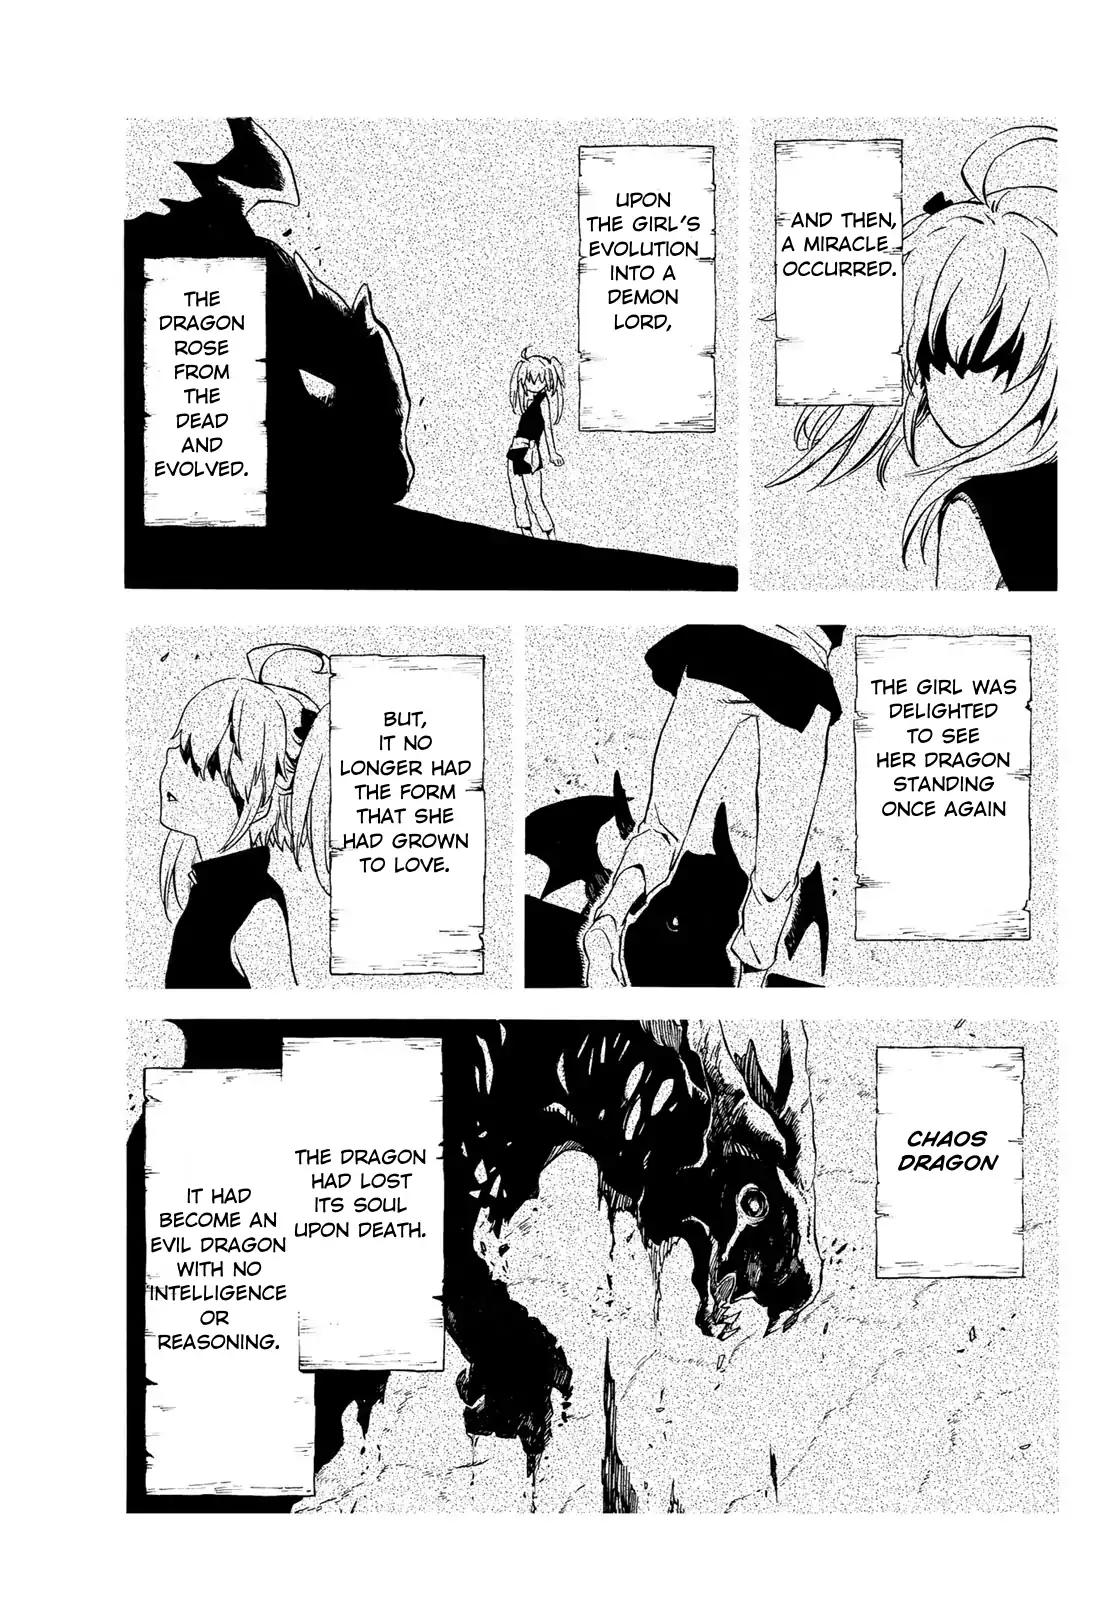 AND THEN,
A MIRACLE
OCCURRED.
UPON
THE GIRL'S
EVOLUTION
INTO A
DEMON
LORD,
THE
DRAGON
ROSE
FROM
THE
DEAD
AND
EVOLVED.
THE GIRL WAS
DELIGHTED
TO SEE
HER DRAGON
STANDING
ONCE AGAIN
BUT,
IT NO
LONGER HAD
THE FORM
THAT SHE
HAD GROWN
TO LOVE.
CHAOS
DRAGON
THE DRAGON
HAD LOST
ITS SOUL
UPON DEATH.
IT HAD
BECOME AN
EVIL DRAGON
WITH NO
INTELLIGENCE
OR
REASONING.